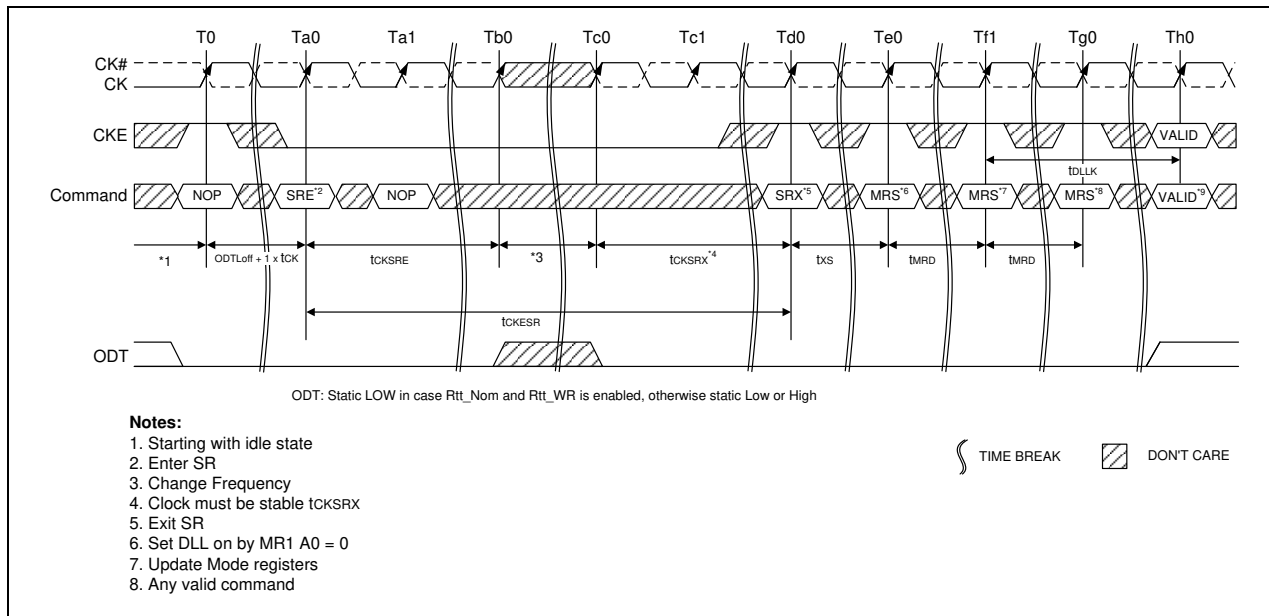 T0 Ta0 Ta1 Tb0 Tc0 Tc1 Td0 Te0 Tf1 Tg0 Th0
CK#
CK
CKE
VALID
tDLLK
Command
NOP SRE*2 NOP SRX*5 MRS*6 MRS*7 MRS*8 VALID*9
*1 ODTLoff + 1 x tCK tCKSRE *3 tCKSRX*4 tXS tMRD tMRD
tCKESR
ODT
ODT: Static LOW in case Rtt_Nom and Rtt_WR is enabled, otherwise static Low or High
Notes:
1. Starting with idle state
2. Enter SR
3. Change Frequency
4. Clock must be stable tCKSRX
5. Exit SR
6. Set DLL on by MR1 A0 = 0
7. Update Mode registers
8. Any valid command
TIME BREAK DON'T CARE